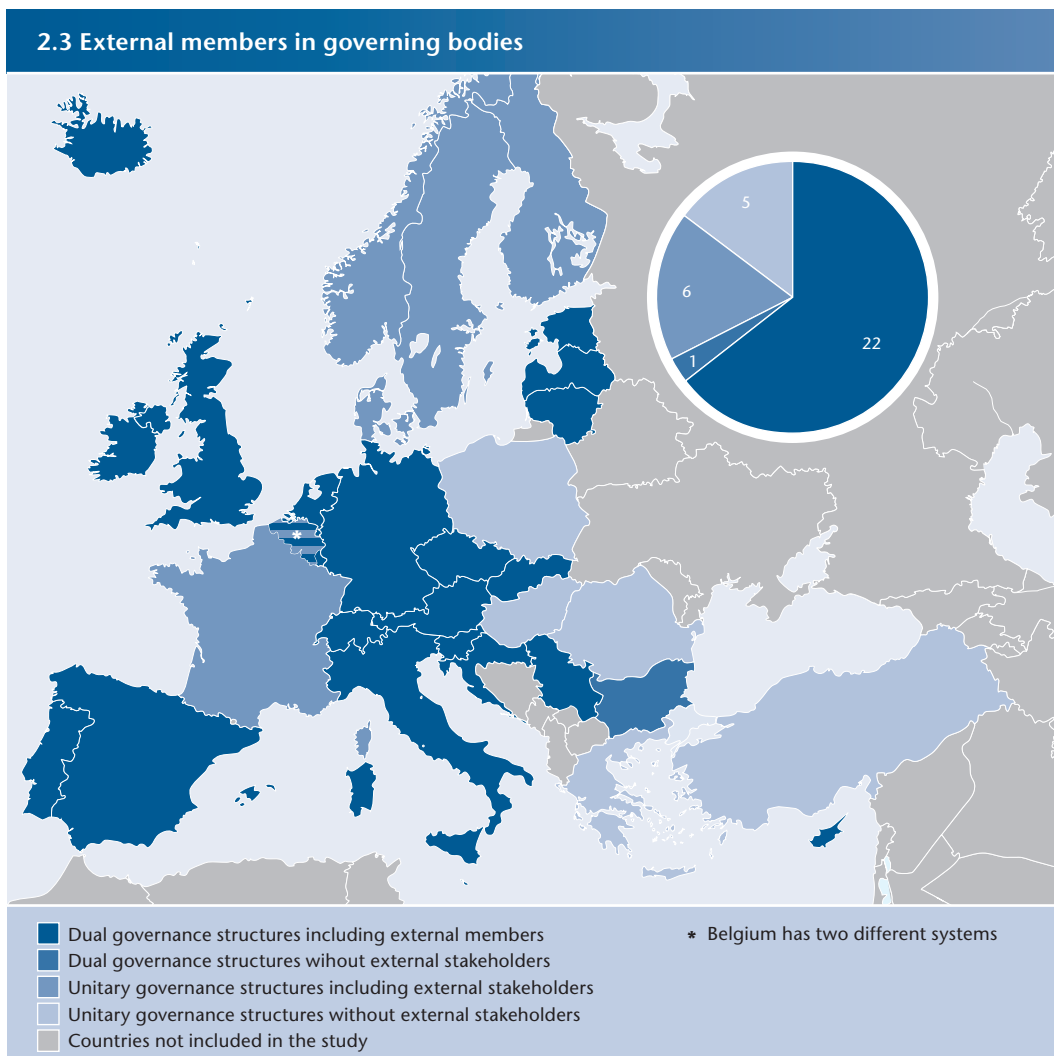 2.3 External members in governing bodies
5
6
22
1
*
Dual governance structures including external members
* Belgium has two different systems
Dual governance structures wihout external stakeholders
Unitary governance structures including external stakeholders
Unitary governance structures without external stakeholders
Countries not included in the study